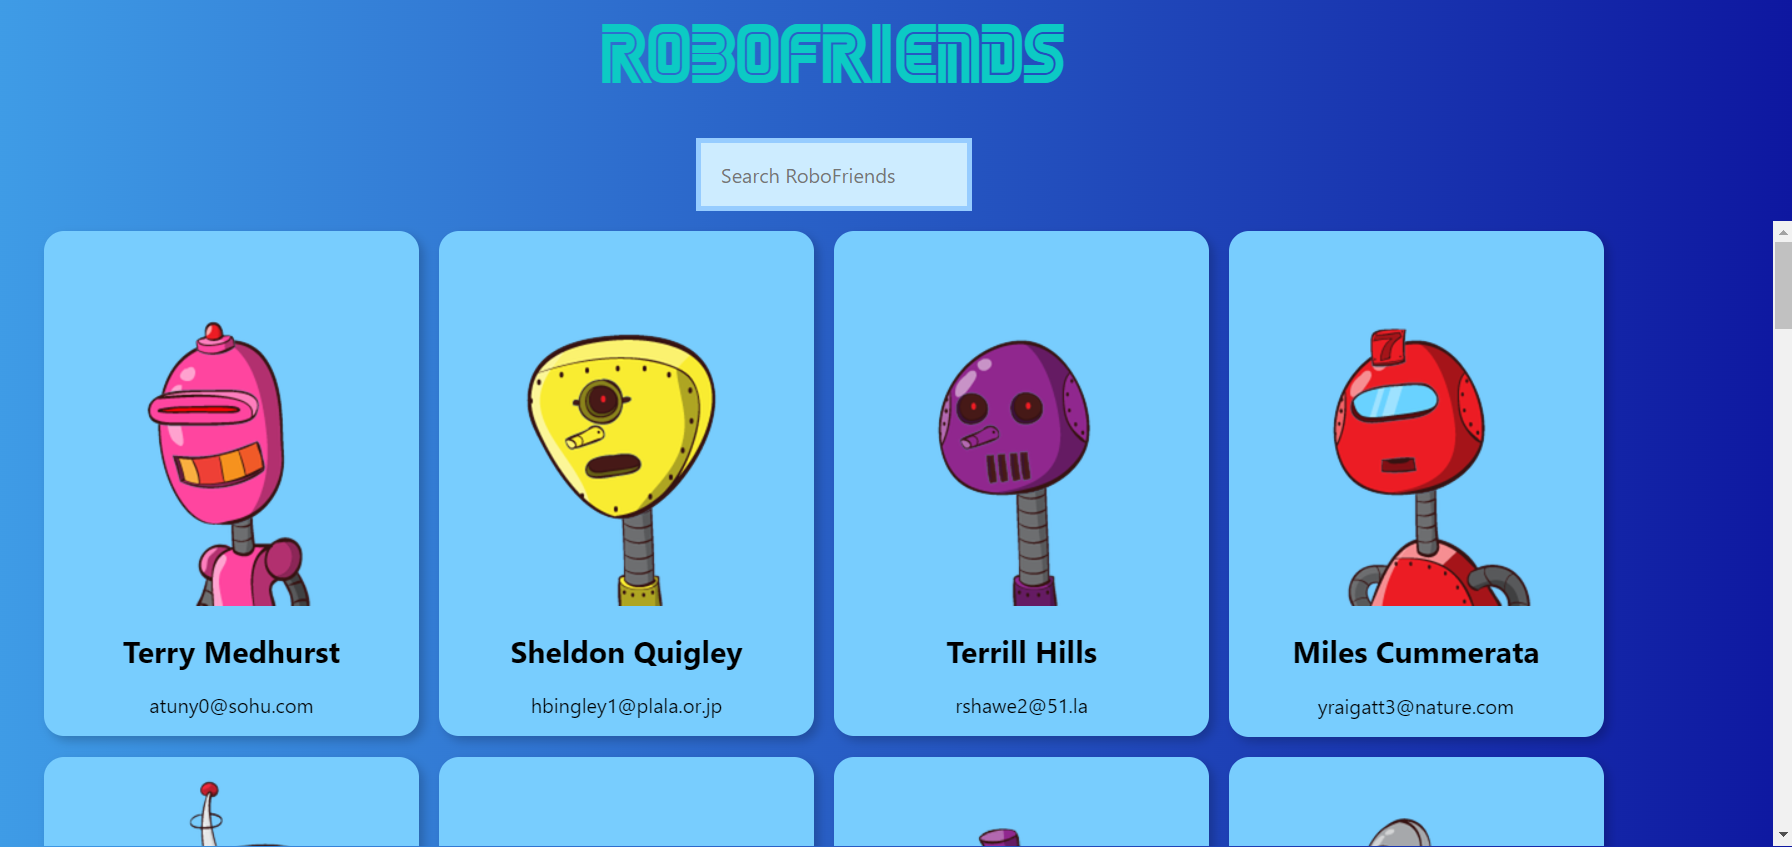 ROBOFRIENDS
Search RoboFriends
7
Terry Medhurst
Sheldon Quigley
Terrill Hills
Miles Cummerata
atuny0@sohu.com
hbingley1@plala.or.jp
rshawe2@51.la
yraigatt3@nature.com